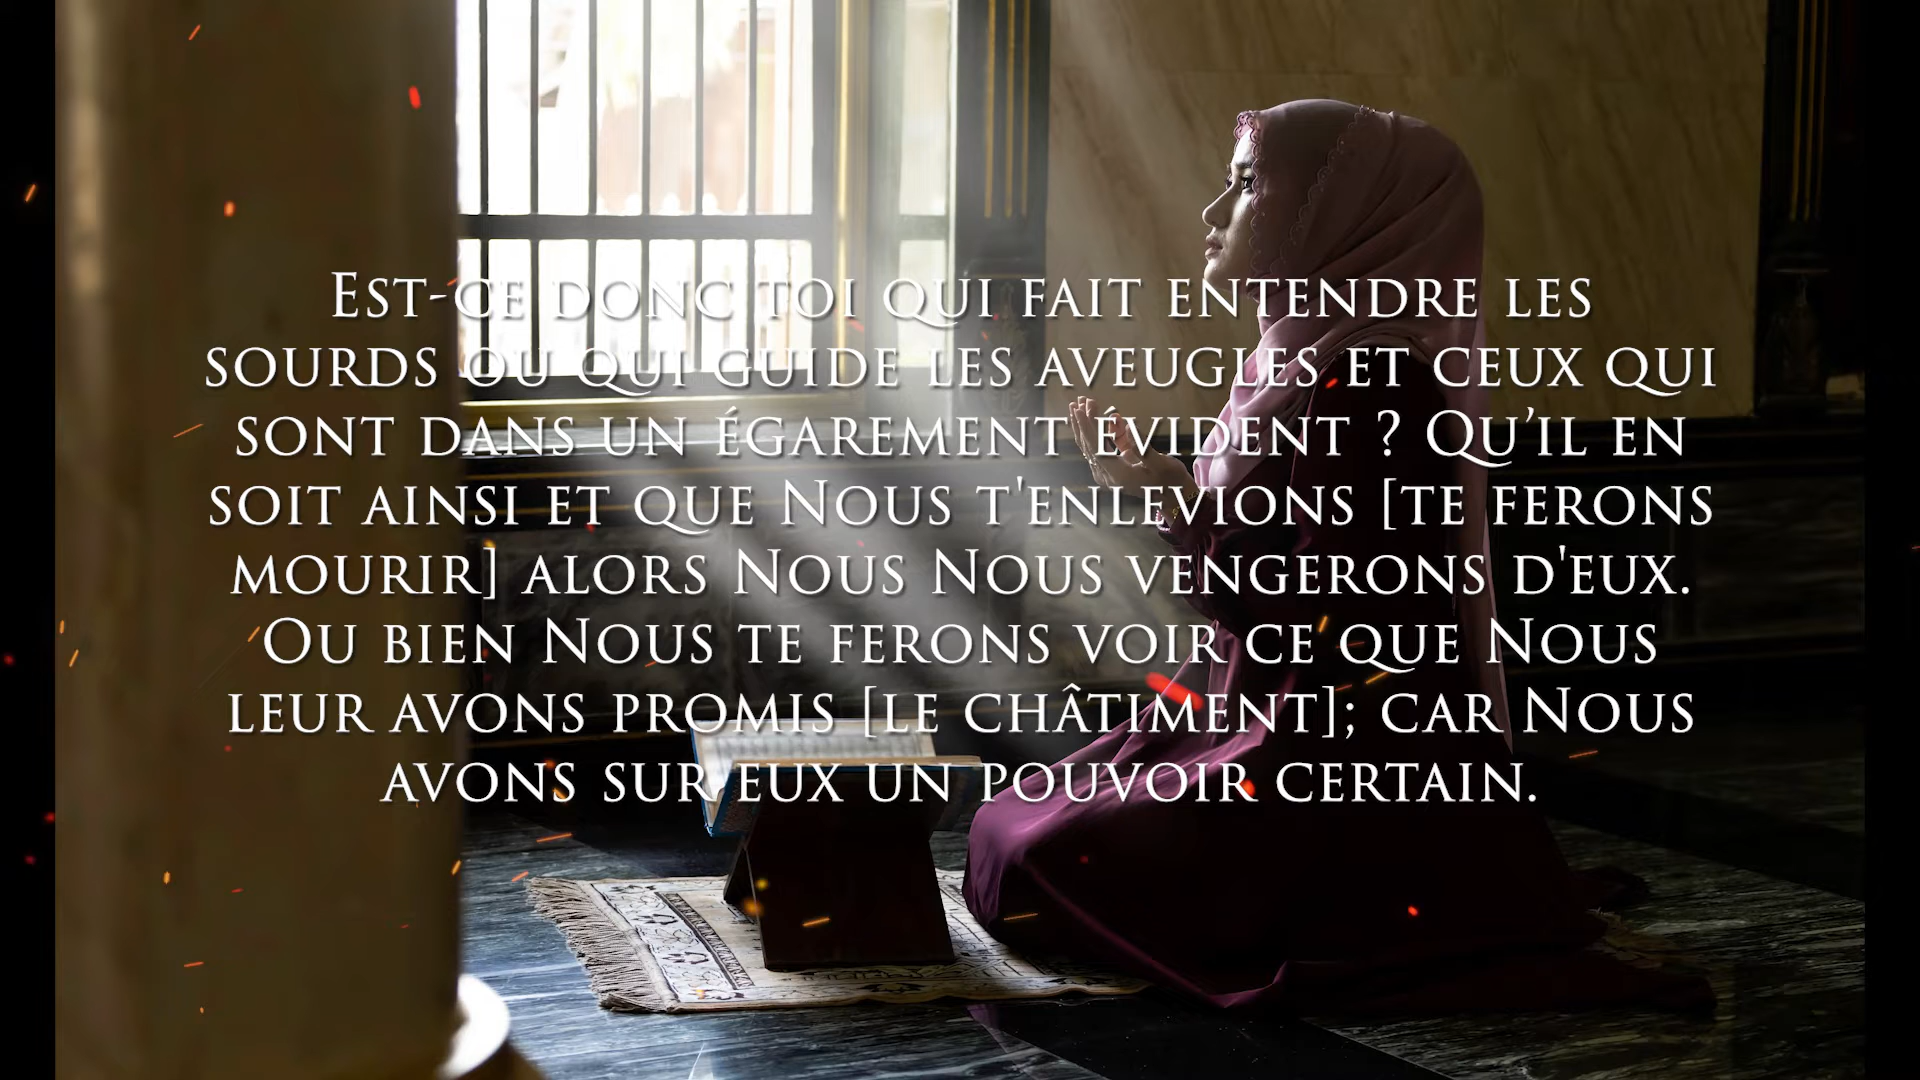 Est-ce donc toi qui fait entendre les
sourds ou qui guide les aveugles et ceux qui
sont dans un égarement évident ? Qu’il en
soit ainsi et que Nous t'enlevions [te ferons
mourir] alors Nous Nous vengerons d'eux.
Ou bien Nous te ferons voir ce que Nous
leur avons promis [le châtiment]; car Nous
avons sur eux un pouvoir certain.